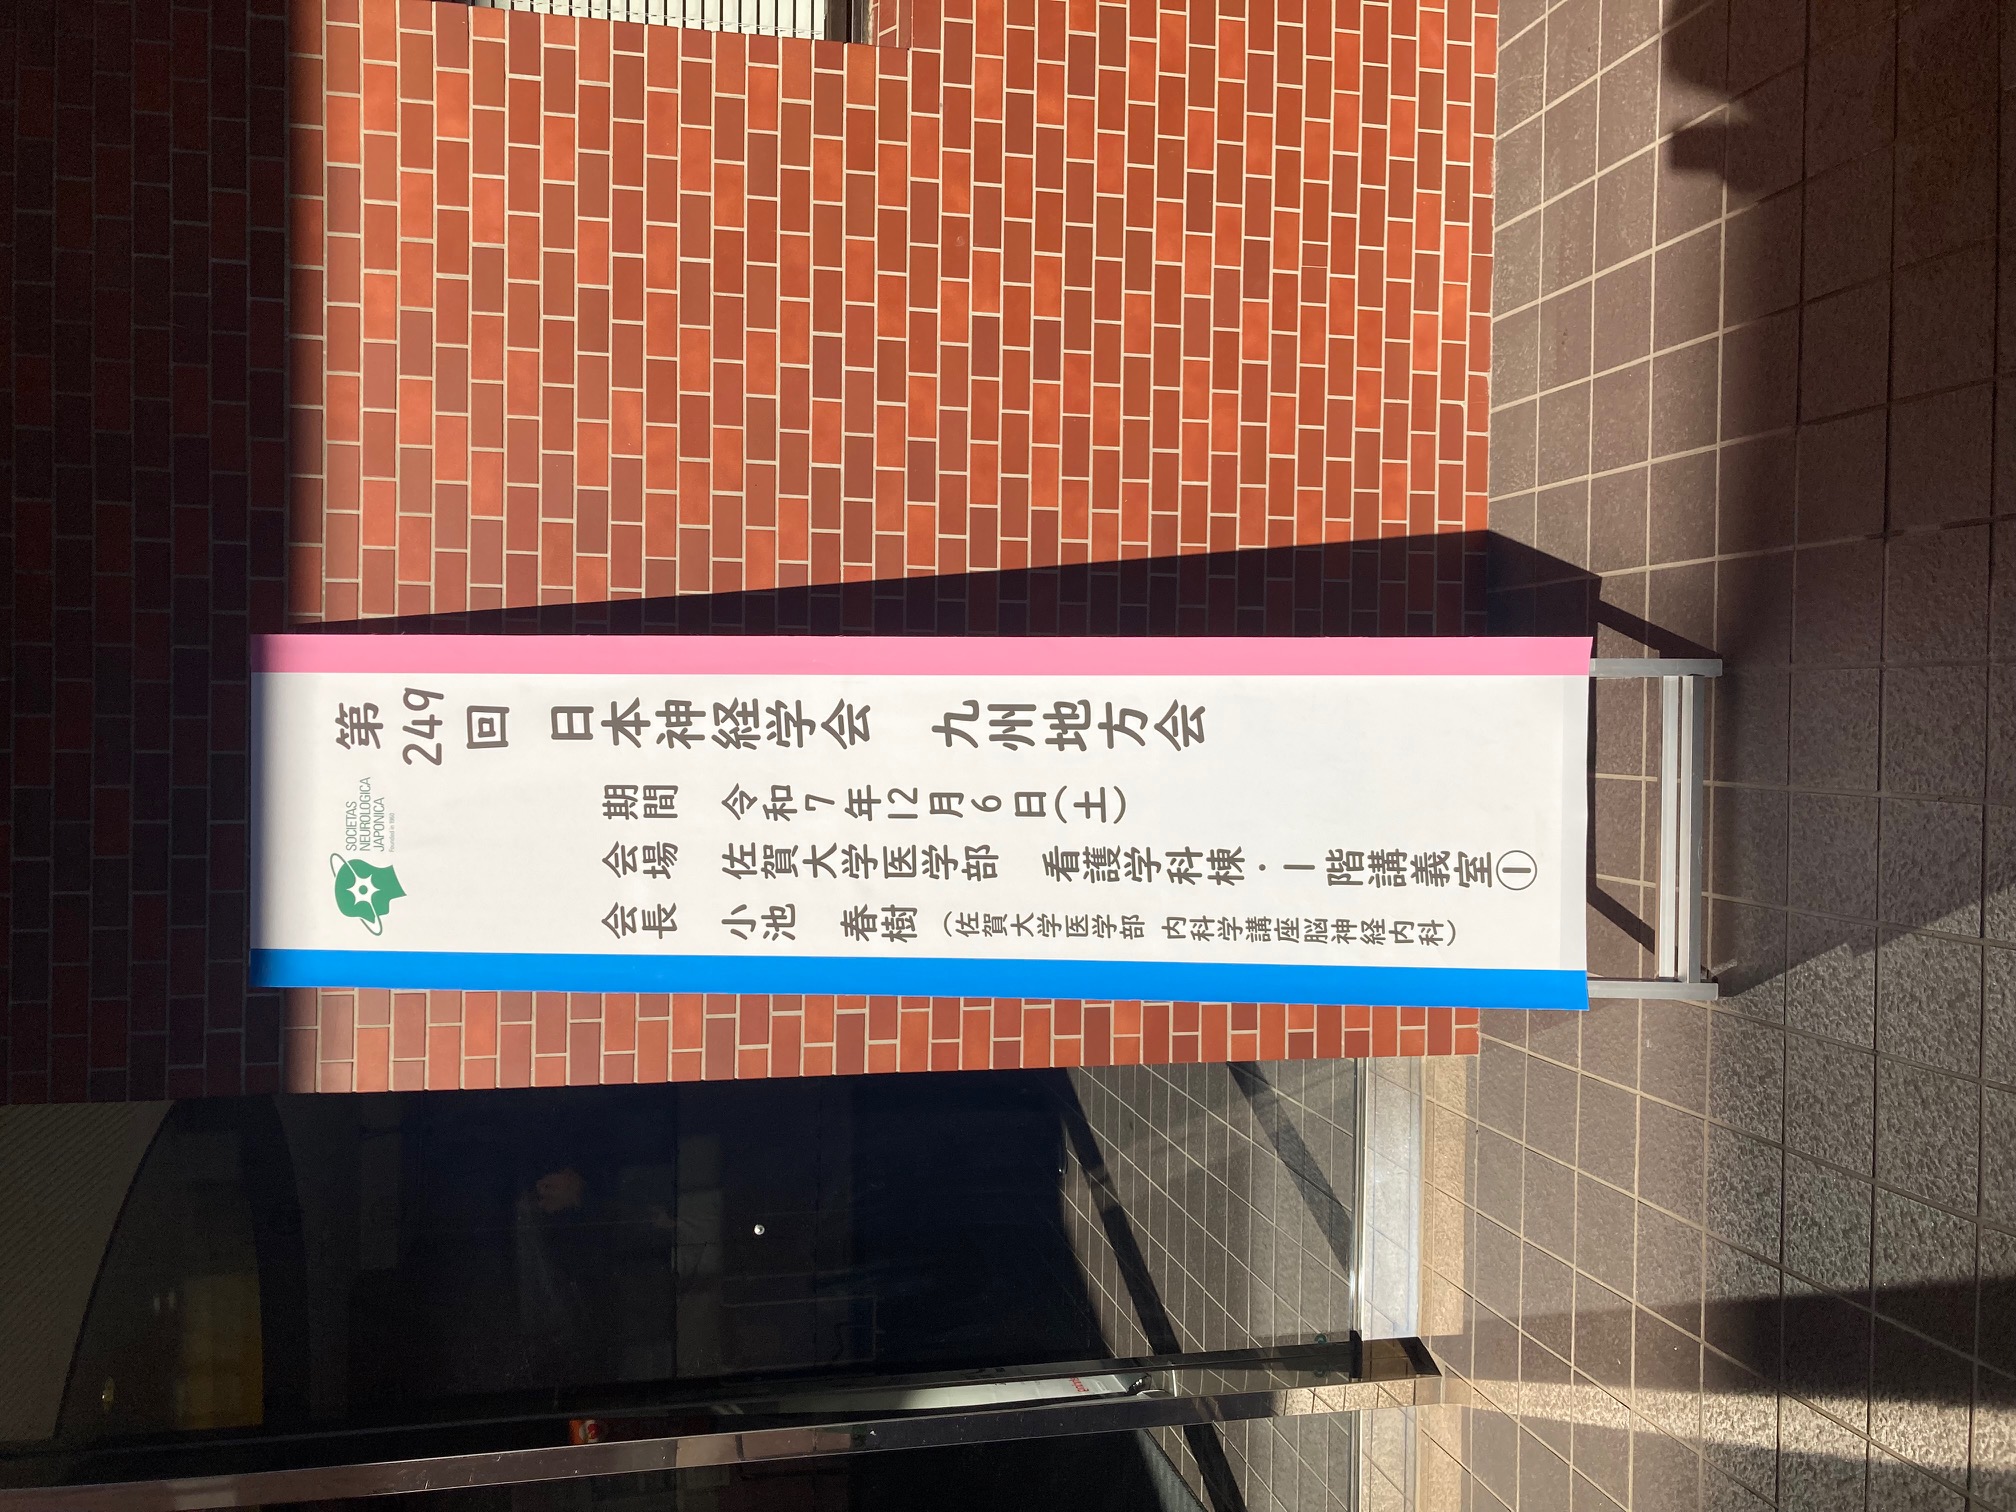 第249回 日本神経学会 九州地方会
SOCIETAS
NEUROLOGICA
JAPONICA
期間 令和7年12月6日(土)
会場 佐賀大学医学部 看護学科棟・1階講義室①
会長 小池 春樹 (佐賀大学医学部 内科学講座脳神経内科)